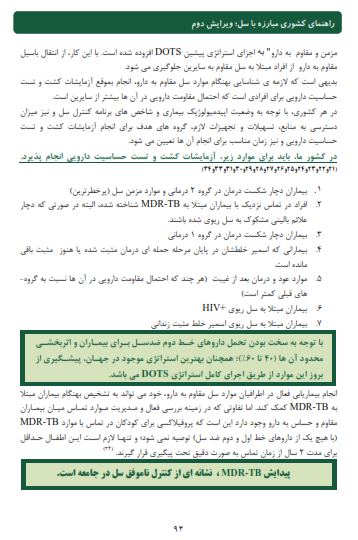 راهنمای کشوری مبارزه با سل؛ ویرایش دوم
مزمن و مقاوم به دارو" به اجزای استراتژی پیشین DOTS افزوده شده است. با این کار، از انتقال باسیل
مقاوم به دارو از افراد مبتلا به سل مقاوم به سایرین جلوگیری می شود.
بدیهی است که لازمه ی شناسایی بهنگام موارد سل مقاوم به دارو، انجام بموقع آزمایشات کشت و تست
حساسیت دارویی برای افرادی است که احتمال مقاومت دارویی در آن ها بیشتر از سایرین است.
در هر کشوری، با توجه به وضعیت اپیدمیولوژیک بیماری و شاخص های برنامه کنترل سل و نیز میزان
دسترسی به منابع، تسهیلات و تجهیزات لازم، گروه های هدف برای انجام آزمایشات کشت و تست
حساسیت دارویی و نیز زمان مناسب برای انجام آن ها تعیین می شود.
در کشور ما، باید برای موارد زیر، آزمایشات کشت و تست حساسیت دارویی انجام پذیرد.
۱. بیماران دچار شکست درمان در گروه ۲ درمانی و موارد مزمن سل (پرخطرترین)
۲. افراد در تماس نزدیک با بیماران مبتلا به MDR-TB شناخته شده، البته در صورتی که دچار
علائم بالینی مشکوک به سل ریوی شده باشند.
۳. بیماران دچار شکست درمان در گروه ۱ درمانی
۴. بیمارانی که اسمیر خلطشان در پایان مرحله حمله ای درمان مثبت شده یا هنوز مثبت باقی
مانده است.
۵. موارد عود و درمان بعد از غیبت (هر چند که احتمال مقاومت دارویی در آن ها نسبت به گروه-
های قبلی کمتر است)
۶. بیماران مبتلا به سل ریوی +HIV
۷. بیماران مبتلا به سل ریوی اسمیر خلط مثبت زندانی
با توجه به سخت بودن تحمل داروهای خط دوم ضدسل برای بیماران و اثربخشی
محدود آن ها (۴۰ تا ۶۰٪)؛ همچنان بهترین استراتژی موجود در جهان، پیشگیری از
بروز این موارد از طریق اجرای کامل استراتژی DOTS می باشد.
انجام بیماریابی فعال در اطرافیان موارد سل مقاوم به دارو، خود می تواند به تشخیص بهنگام بیماران مبتلا
به MDR-TB کمک کند. اما تفاوتی که در زمینه بررسی فعال و مدیریت موارد تماس میان بیماران
مقاوم و حساس به دارو وجود دارد این است که پروفیلاکسی برای کودکان در تماس با موارد MDR-TB
(با هیچ یک از داروهای خط اول و دوم ضد سل) توصیه نمی شود؛ و تنها لازم است این اطفال حداقل
برای مدت ۲ سال از زمان تماس به صورت دقیق تحت پیگیری قرار گیرند. (۳۴)
پیدایش MDR-TB ، نشانه ای از کنترل ناموفق سل در جامعه است.
۹۳